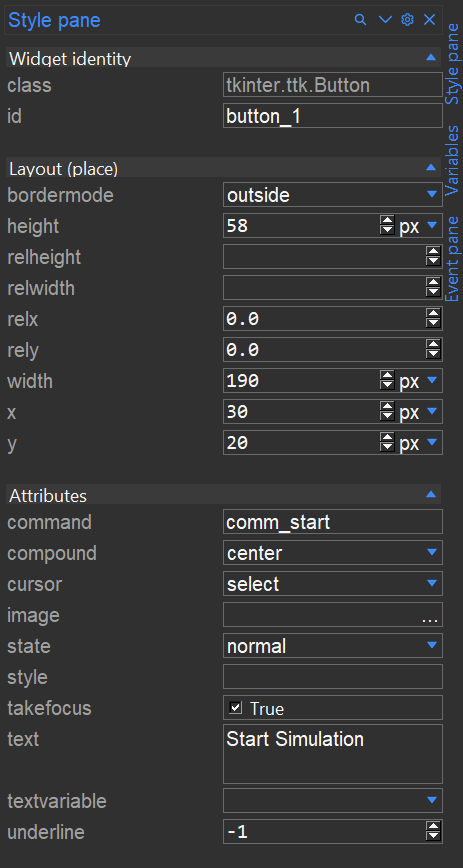 Style pane
Widget identity
class tkinter.ttk.Button
id button_1
Layout (place)
bordermode outside
height 58 px
relheight
relwidth
relx 0.0
rely 0.0
width 190 px
x 30 px
y 20 px
Attributes
command comm_start
compound center
cursor select
image ...
state normal
style
takefocus True
text Start Simulation
textvariable
underline -1
Style pane
Variables
Event pane